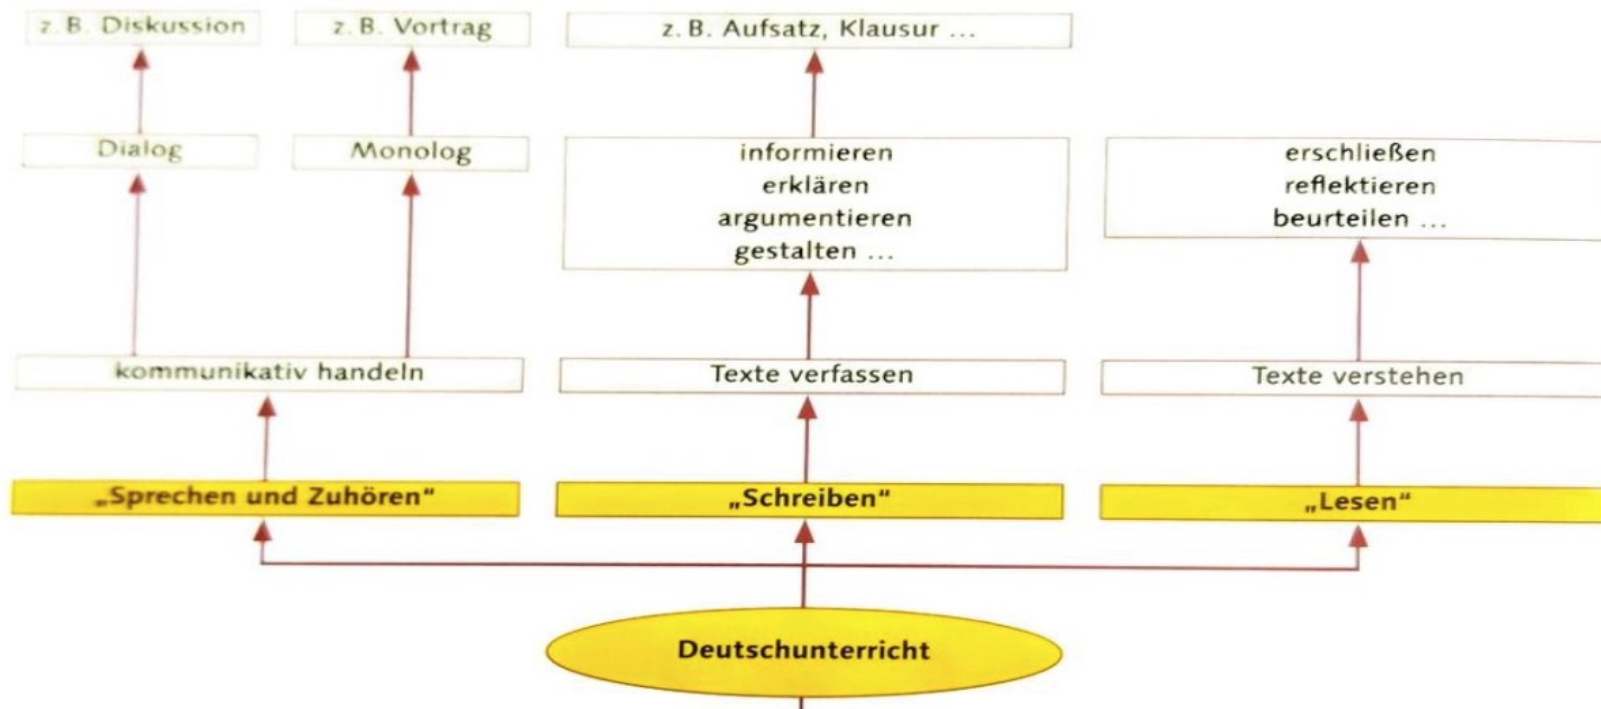 z. B. Diskussion
z. B. Vortrag
z. B. Aufsatz, Klausur ...
Dialog
Monolog
informieren
erklären
argumentieren
gestalten ...
erschließen
reflektieren
beurteilen ...
kommunikativ handeln
Texte verfassen
Texte verstehen
„Sprechen und Zuhören“
„Schreiben“
„Lesen“
Deutschunterricht